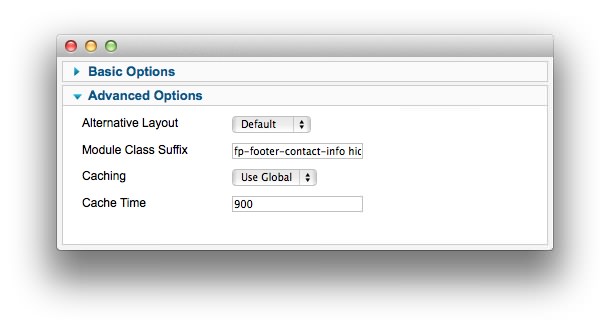 Basic Options
Advanced Options
Alternative Layout Default
Module Class Suffix fp-footer-contact-info hid
Caching Use Global
Cache Time 900